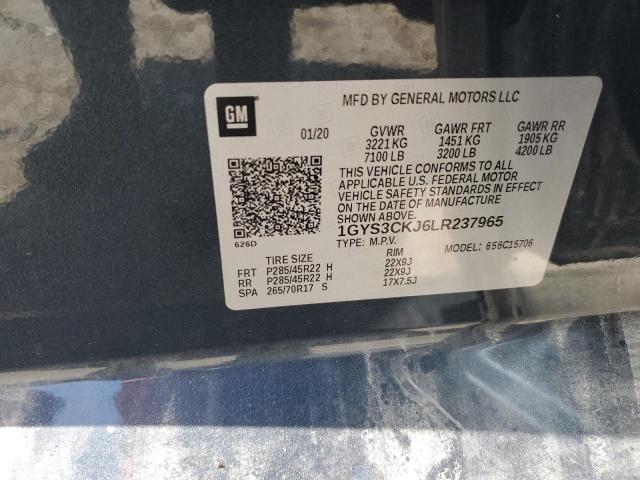 GM
MFD BY GENERAL MOTORS LLC
01/20 GVWR GAWR FRT GAWR RR
3221 KG 1451 KG 1905 KG
7100 LB 3200 LB 4200 LB
THIS VEHICLE CONFORMS TO ALL
APPLICABLE U.S. FEDERAL MOTOR
VEHICLE SAFETY STANDARDS IN EFFECT
ON THE DATE OF MANUFACTURE
SHOWN ABOVE.
1GYS3CKJ6LR237965
626D
TYPE: M.P.V. MODEL: 656C15706
TIRE SIZE RIM
FRT P285/45R22 H 22X9J
RR P285/45R22 H 22X9J
SPA 265/70R17 S 17X7.5J